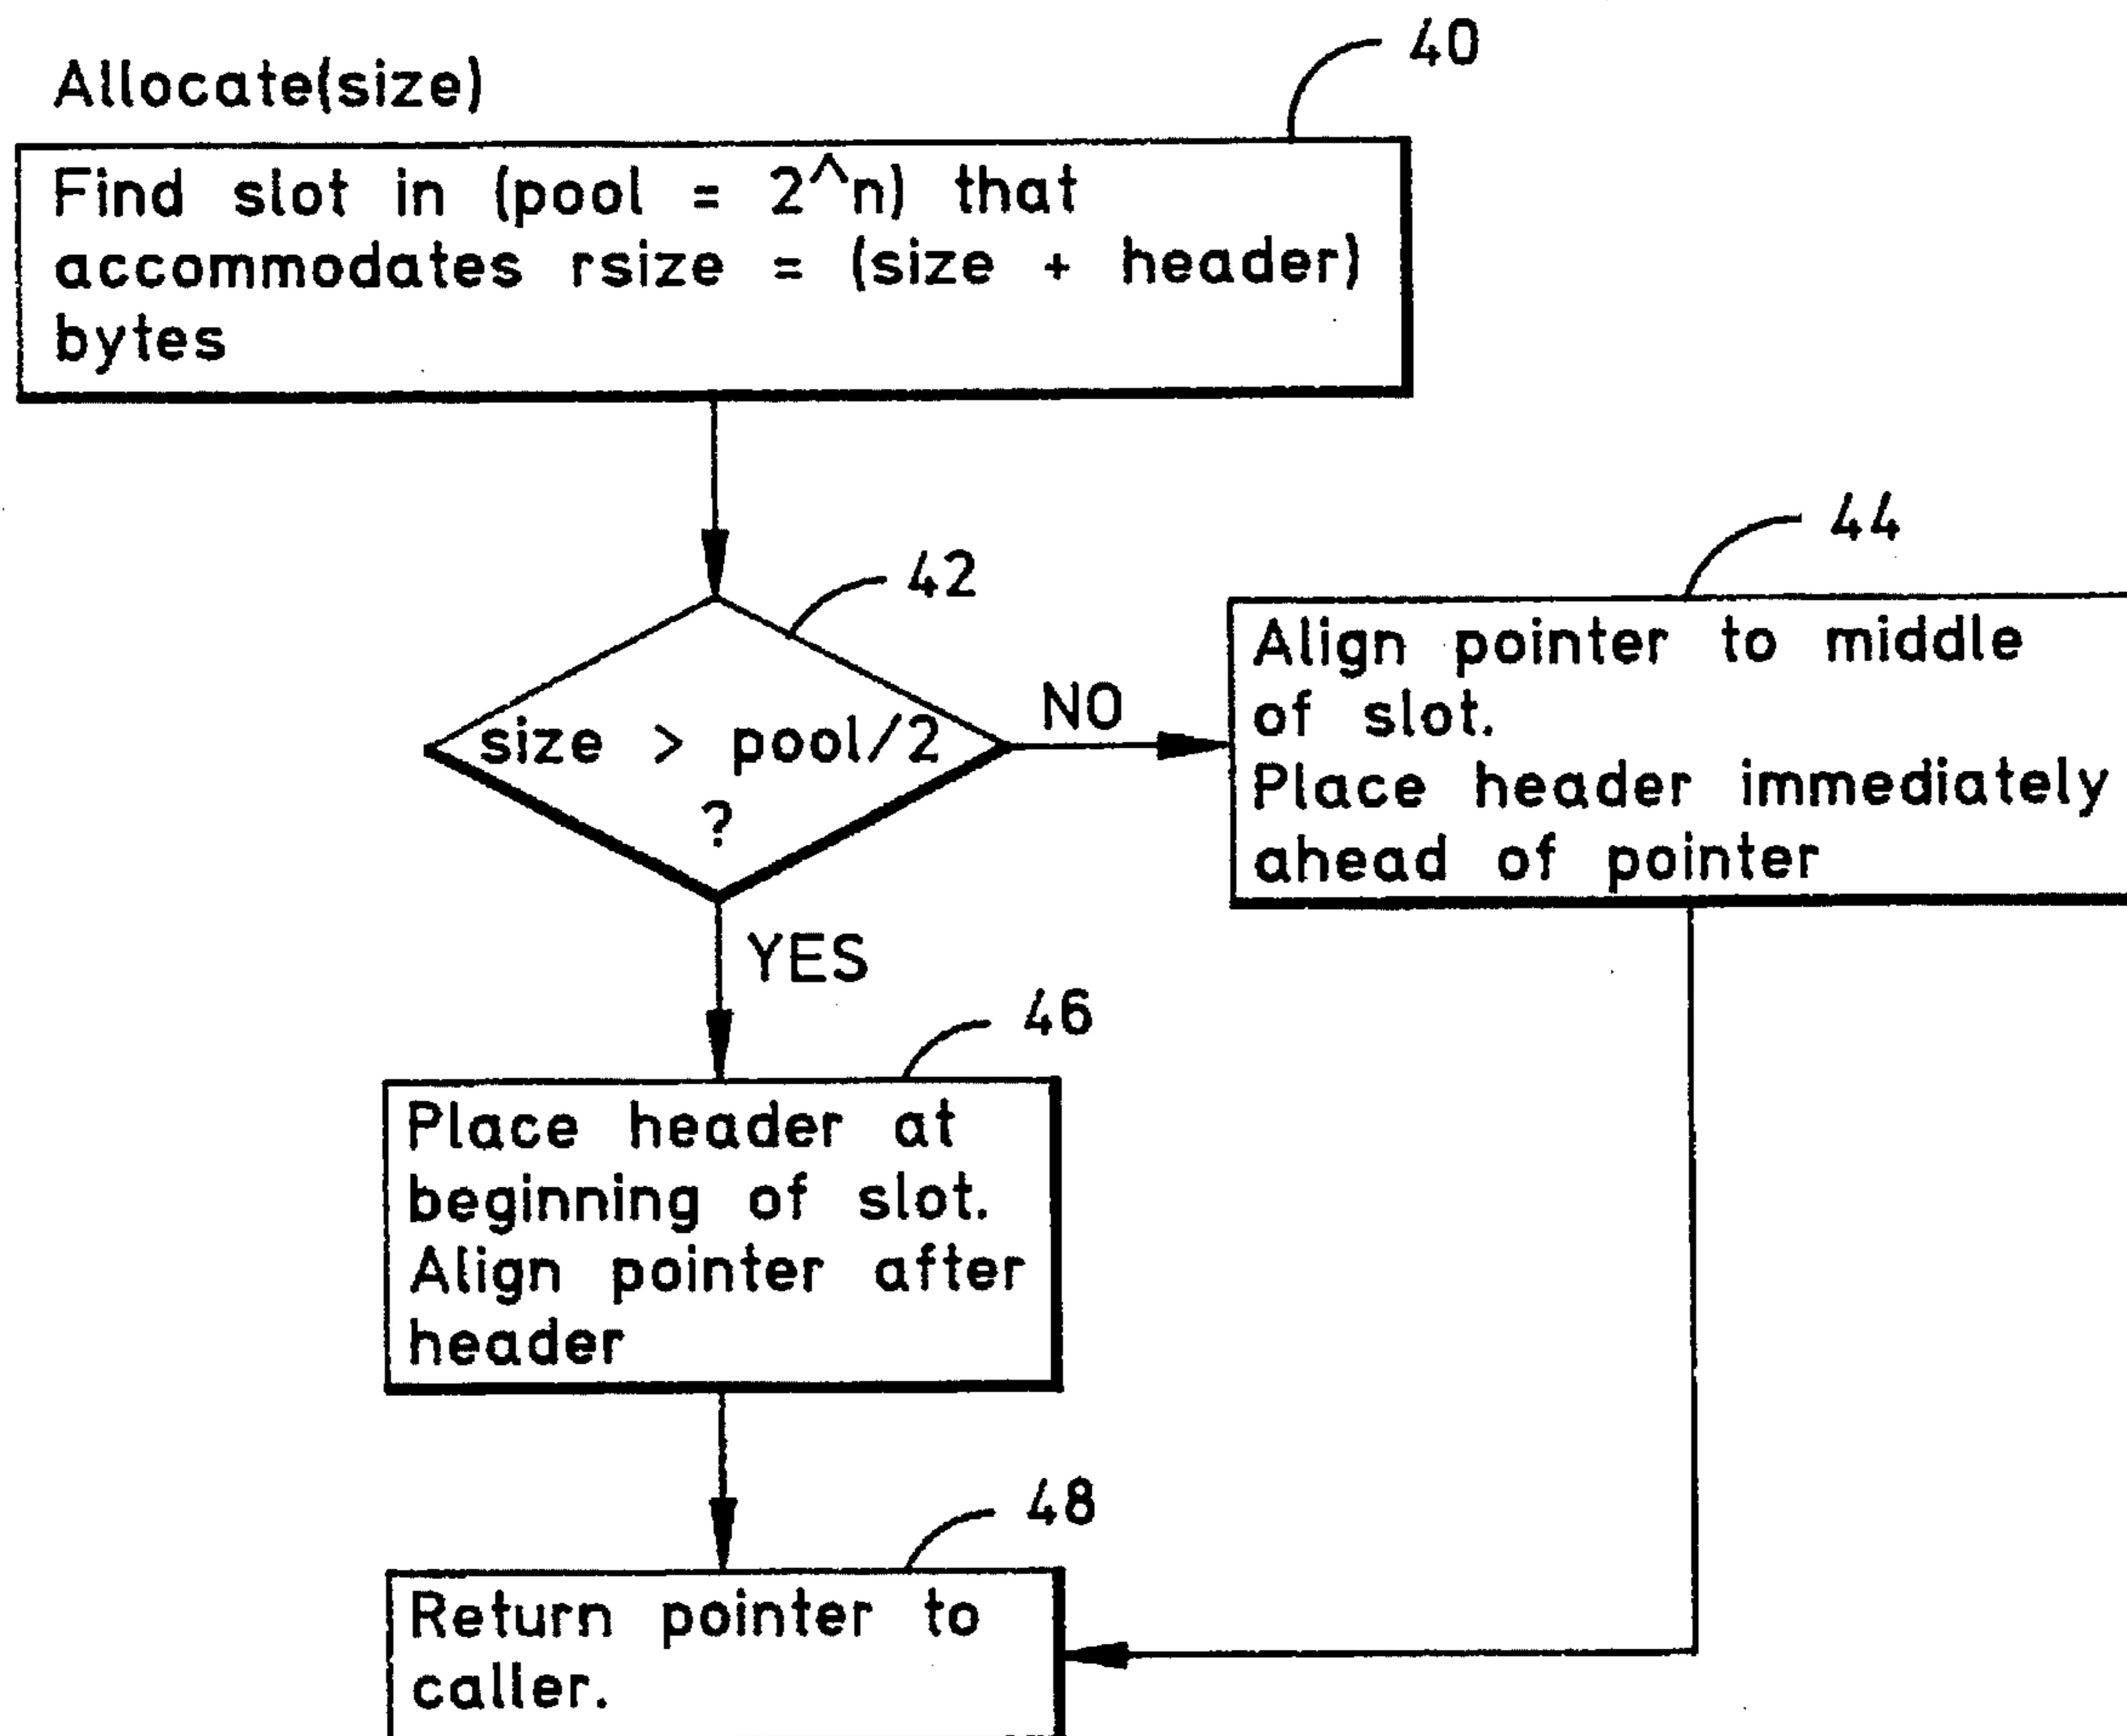 40
Allocate(size)
Find slot in (pool = 2^n) that
accommodates rsize = (size + header)
bytes
42
size > pool/2
?
NO
44
Align pointer to middle
of slot.
Place header immediately
ahead of pointer
YES
46
Place header at
beginning of slot.
Align pointer after
header
48
Return pointer to
caller.